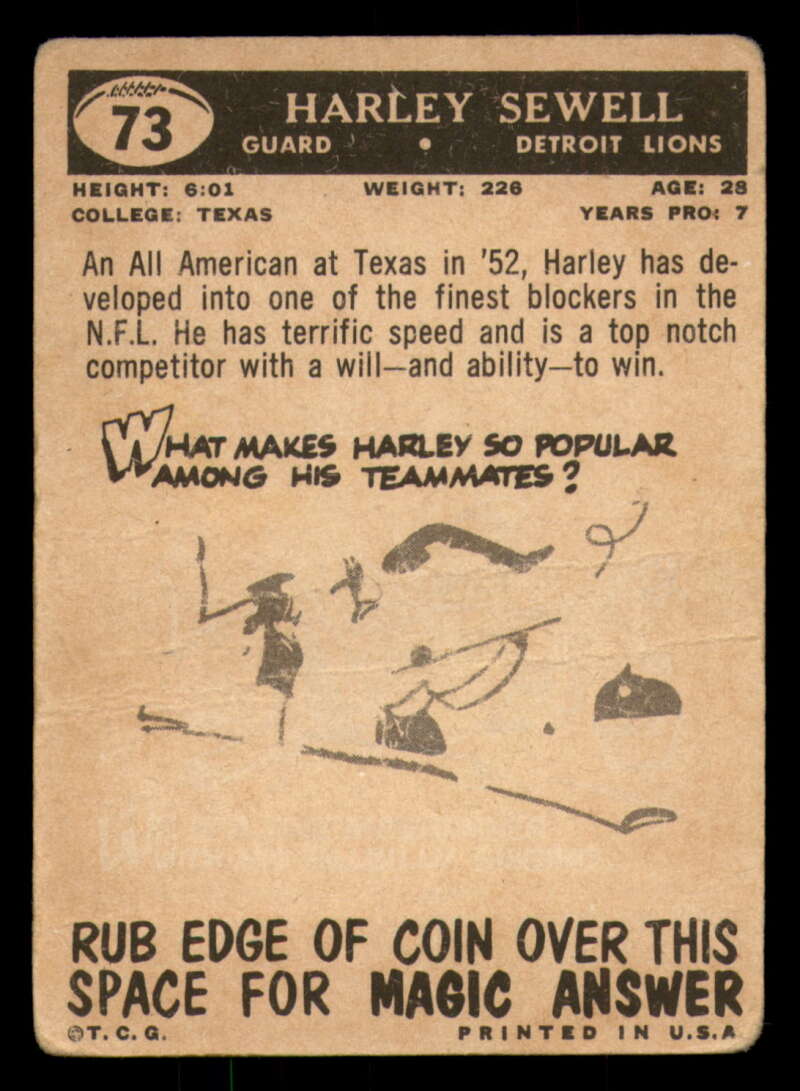 73
HARLEY SEWELL
GUARD • DETROIT LIONS
HEIGHT: 6:01 WEIGHT: 226 AGE: 28
COLLEGE: TEXAS YEARS PRO: 7
An All American at Texas in '52, Harley has de-
veloped into one of the finest blockers in the
N.F.L. He has terrific speed and is a top notch
competitor with a will—and ability—to win.
WHAT MAKES HARLEY SO POPULAR
AMONG HIS TEAMMATES?
RUB EDGE OF COIN OVER THIS
SPACE FOR MAGIC ANSWER
©T.C.G. PRINTED IN U.S.A